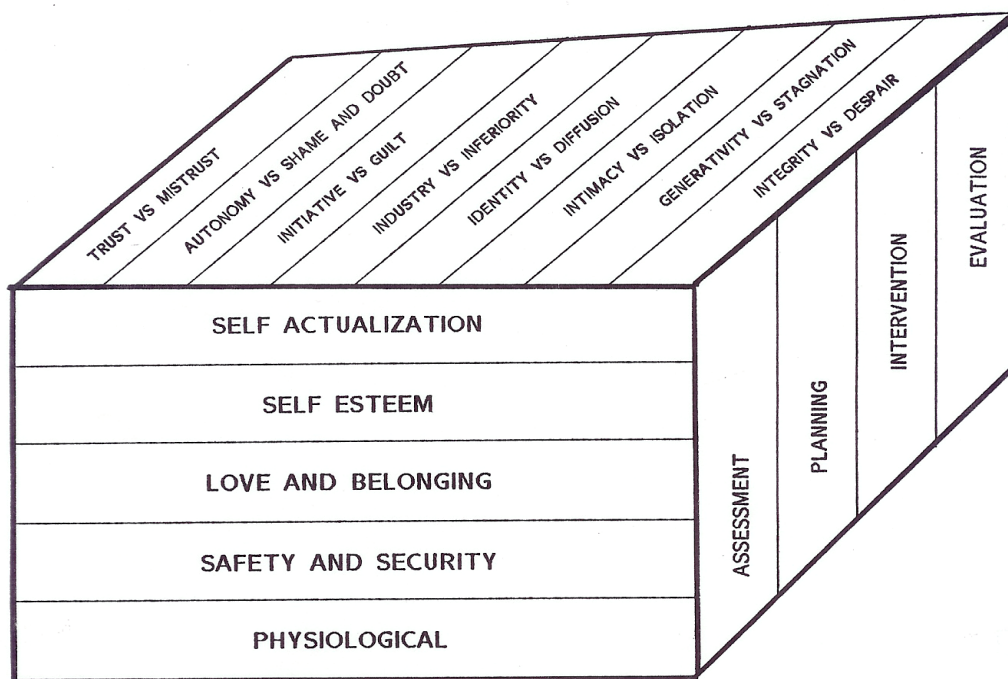 TRUST VS MISTRUST
AUTONOMY VS SHAME AND DOUBT
INITIATIVE VS GUILT
INDUSTRY VS INFERIORITY
IDENTITY VS DIFFUSION
INTIMACY VS ISOLATION
GENERATIVITY VS STAGNATION
INTEGRITY VS DESPAIR
SELF ACTUALIZATION
SELF ESTEEM
LOVE AND BELONGING
SAFETY AND SECURITY
PHYSIOLOGICAL
ASSESSMENT
PLANNING
INTERVENTION
EVALUATION